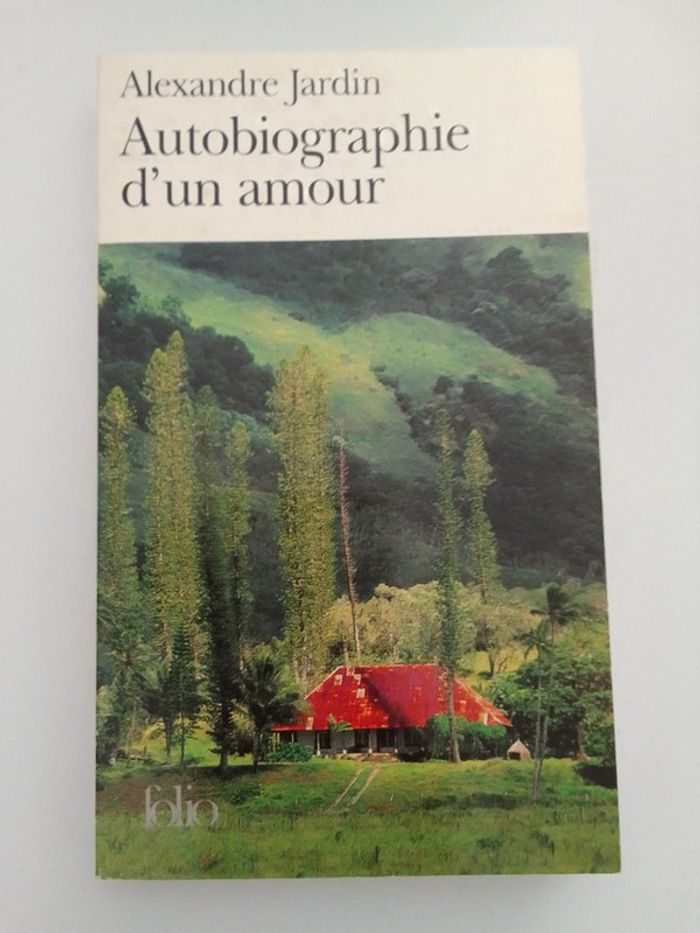 Alexandre Jardin
Autobiographie
d'un amour
folio